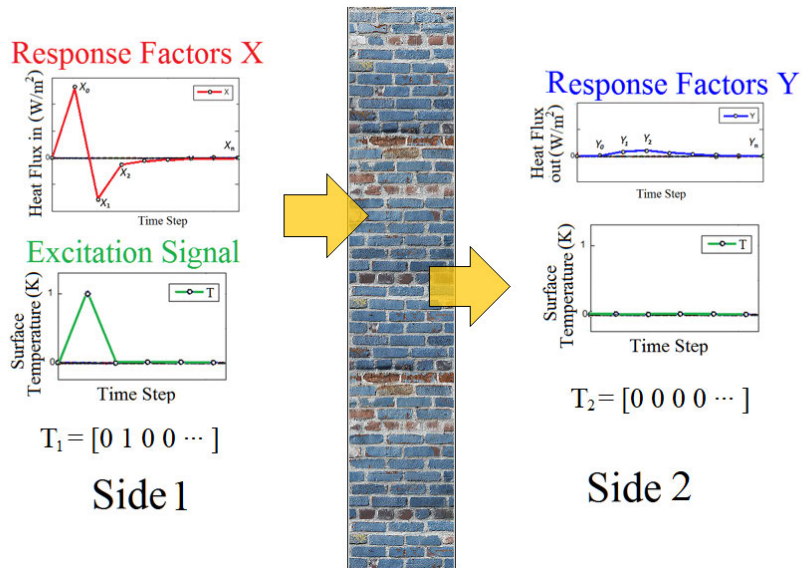 Response Factors X
Heat Flux in (W/m²)
X₀
X₁
X₂
Xₙ
X
0
Time Step
Excitation Signal
Surface
Temperature (K)
1
0
T
Time Step
T₁ = [0 1 0 0 ··· ]
Side 1
Response Factors Y
Heat Flux
out (W/m²)
Y₀
Y₁
Y₂
Yₙ
Y
0
Time Step
Surface
Temperature (K)
1
0
T
Time Step
T₂ = [0 0 0 0 ··· ]
Side 2